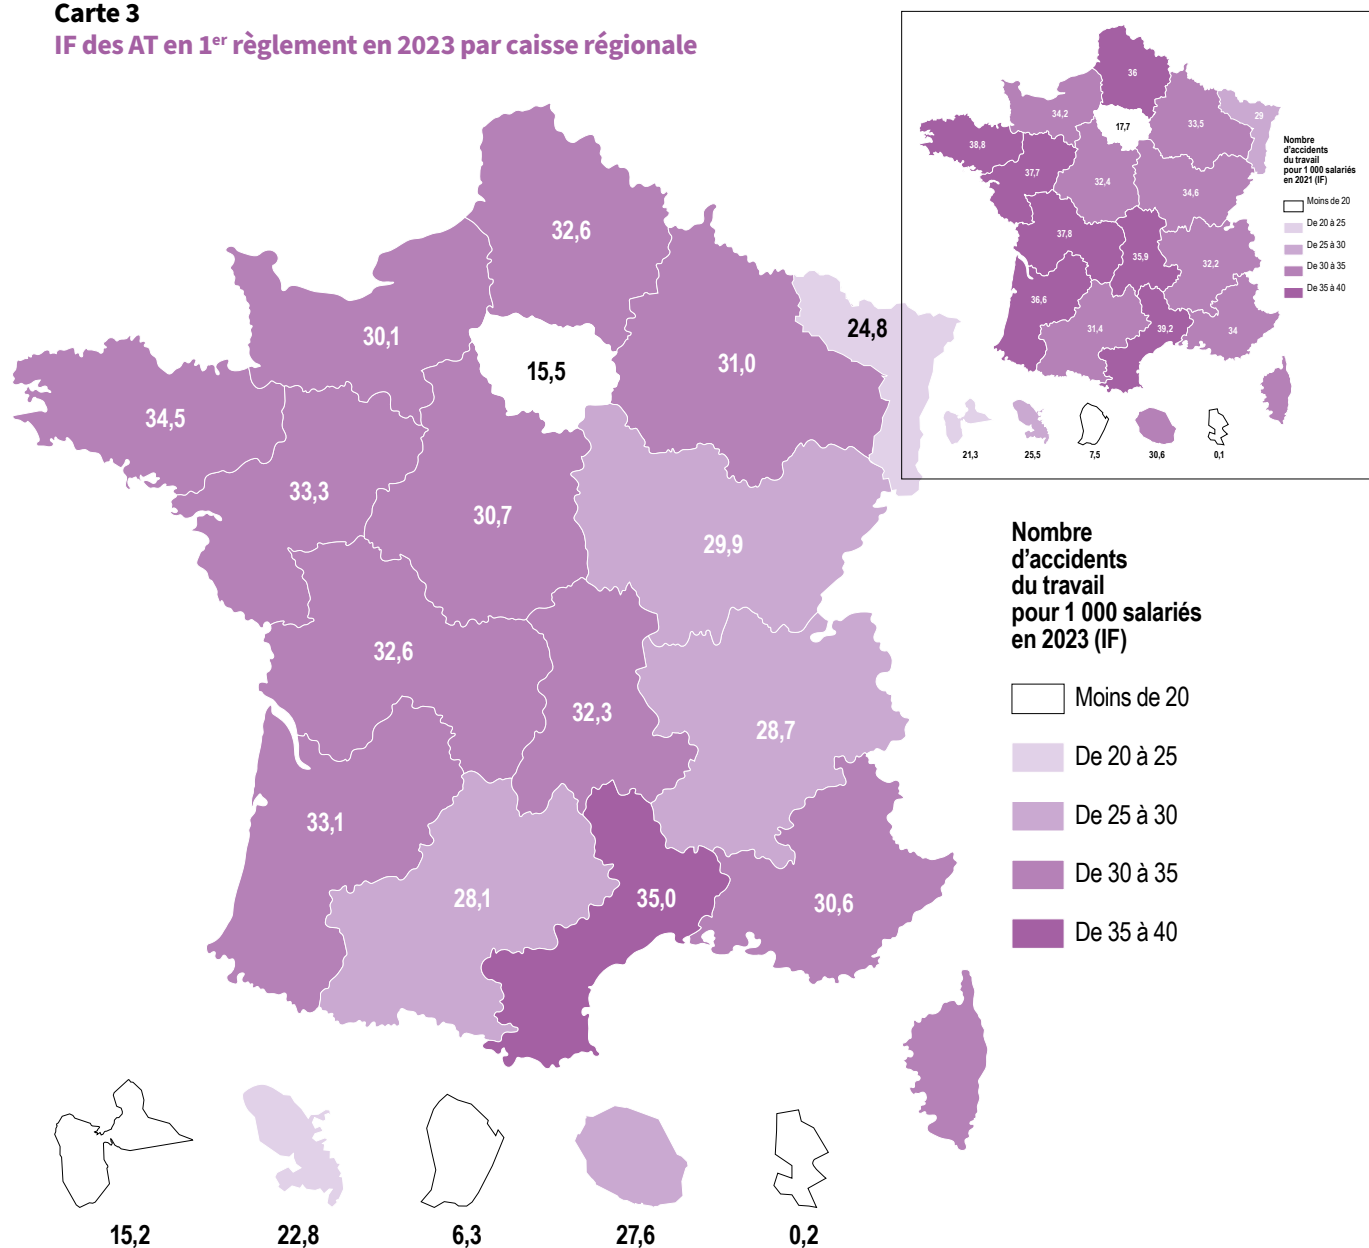 Carte 3
IF des AT en 1er règlement en 2023 par caisse régionale
36
34,2
17,7
33,5
29
38,8
37,7
32,4
34,6
37,8
35,9
32,2
36,6
31,4
39,2
34
21,3
25,5
7,5
30,6
0,1
Nombre
d'accidents
du travail
pour 1 000 salariés
en 2021 (IF)
Moins de 20
De 20 à 25
De 25 à 30
De 30 à 35
De 35 à 40
32,6
30,1
24,8
15,5
31,0
34,5
33,3
30,7
29,9
32,6
32,3
28,7
33,1
28,1
35,0
30,6
Nombre
d'accidents
du travail
pour 1 000 salariés
en 2023 (IF)
Moins de 20
De 20 à 25
De 25 à 30
De 30 à 35
De 35 à 40
15,2
22,8
6,3
27,6
0,2